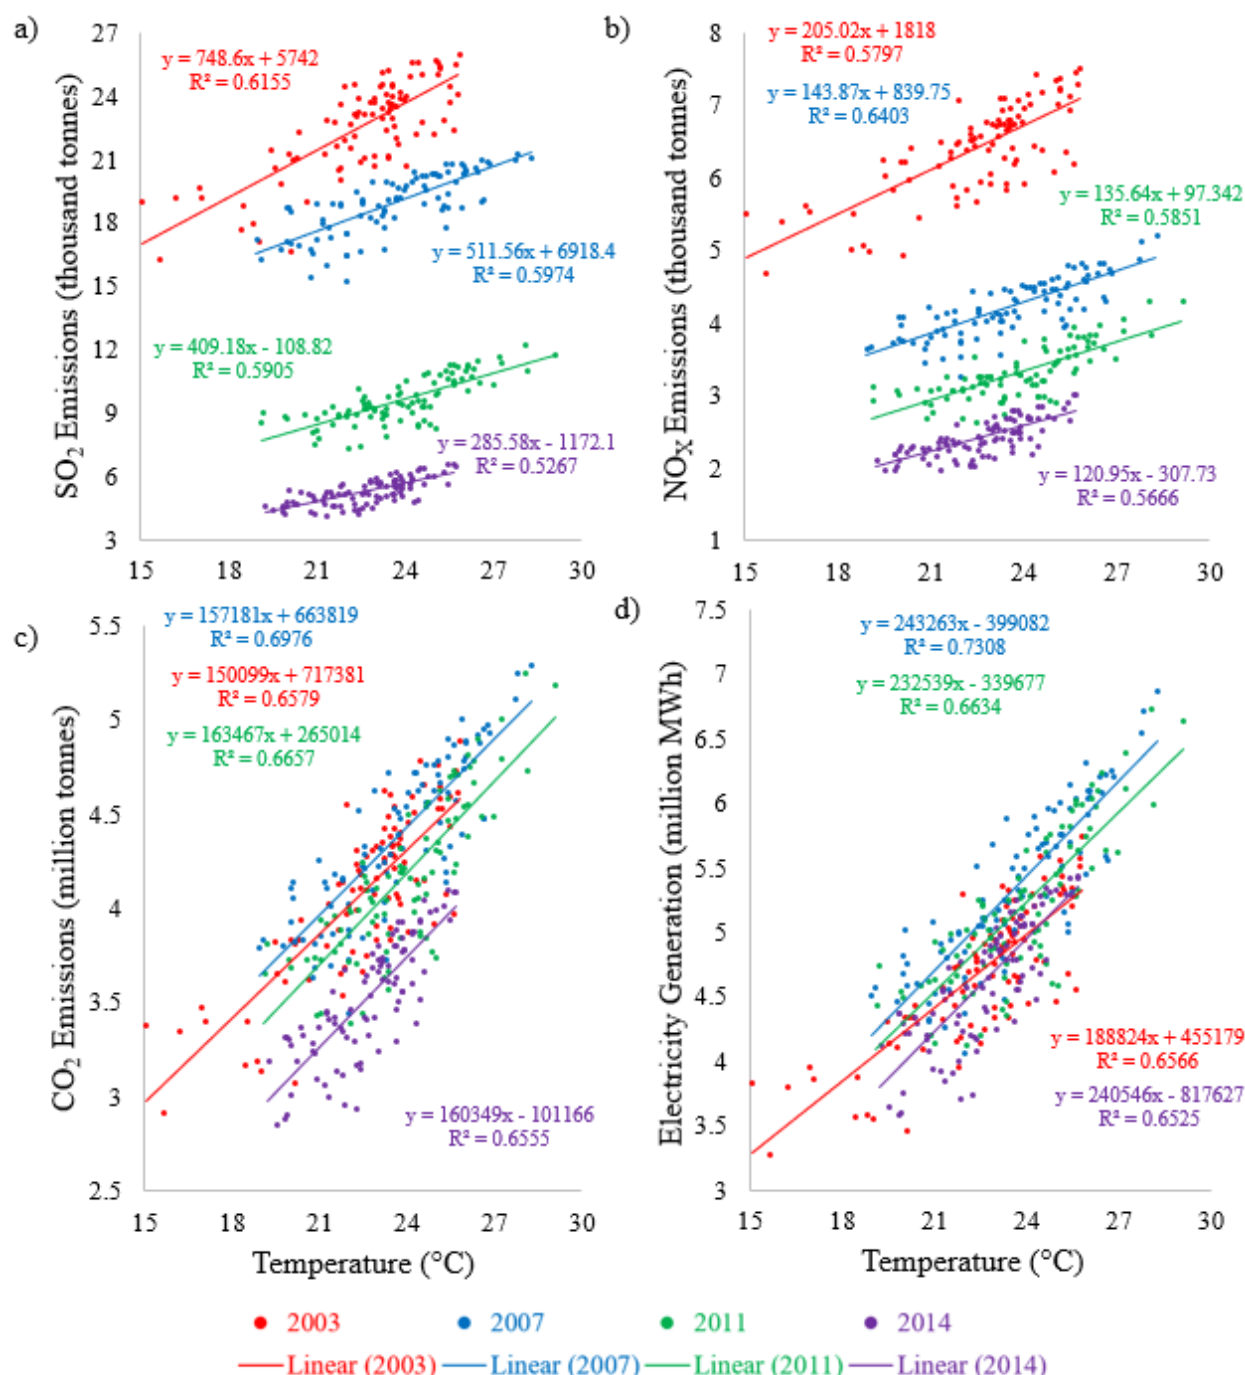 a)
SO₂ Emissions (thousand tonnes)
27
24
21
18
15
12
9
6
3
15
18
21
24
27
30
y = 748.6x + 5742
R² = 0.6155
y = 511.56x + 6918.4
R² = 0.5974
y = 409.18x - 108.82
R² = 0.5905
y = 285.58x - 1172.1
R² = 0.5267
b)
NOX Emissions (thousand tonnes)
8
7
6
5
4
3
2
1
15
18
21
24
27
30
y = 205.02x + 1818
R² = 0.5797
y = 143.87x + 839.75
R² = 0.6403
y = 135.64x + 97.342
R² = 0.5851
y = 120.95x - 307.73
R² = 0.5666
c)
CO₂ Emissions (million tonnes)
5.5
5
4.5
4
3.5
3
2.5
15
18
21
24
27
30
Temperature (°C)
y = 157181x + 663819
R² = 0.6976
y = 150099x + 717381
R² = 0.6579
y = 163467x + 265014
R² = 0.6657
y = 160349x - 101166
R² = 0.6555
d)
Electricity Generation (million MWh)
7.5
7
6.5
6
5.5
5
4.5
4
3.5
3
15
18
21
24
27
30
Temperature (°C)
y = 243263x - 399082
R² = 0.7308
y = 232539x - 339677
R² = 0.6634
y = 188824x + 455179
R² = 0.6566
y = 240546x - 817627
R² = 0.6525
2003 2007 2011 2014
Linear (2003) Linear (2007) Linear (2011) Linear (2014)